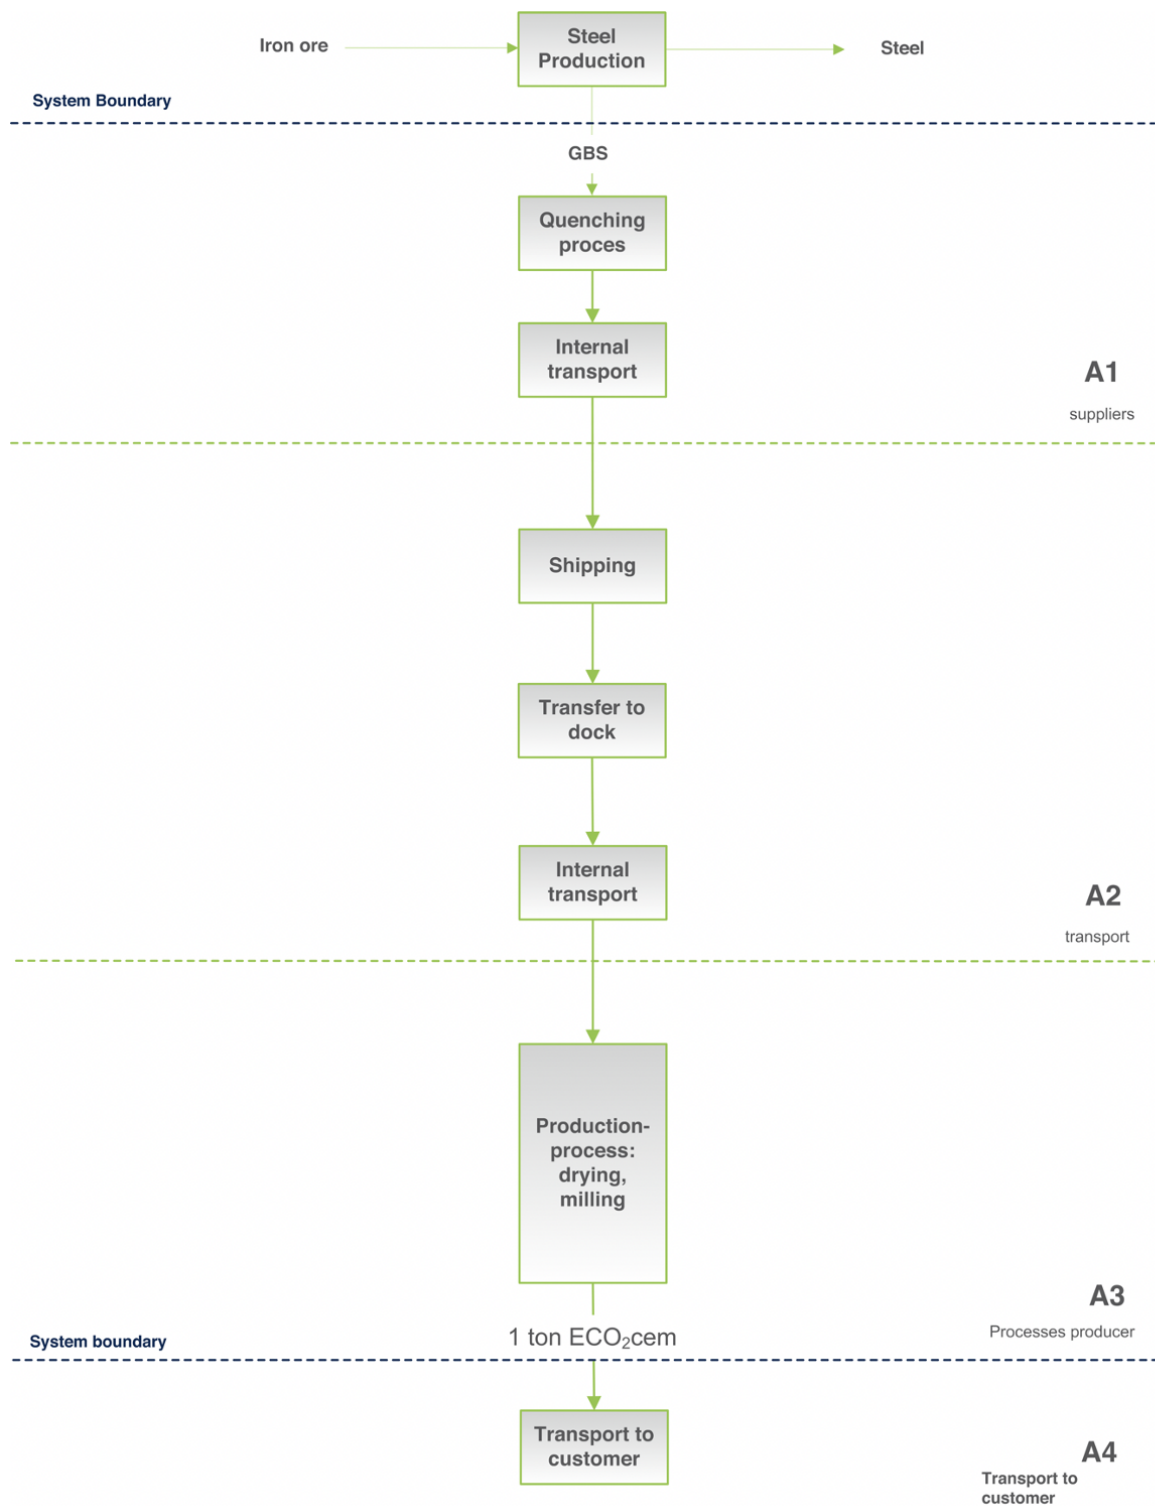 Iron ore
Steel
Production
Steel
System Boundary
GBS
Quenching
proces
Internal
transport
A1
suppliers
Shipping
Transfer to
dock
Internal
transport
A2
transport
Production-
process:
drying,
milling
A3
Processes producer
System boundary
1 ton ECO₂cem
Transport to
customer
A4
Transport to
customer